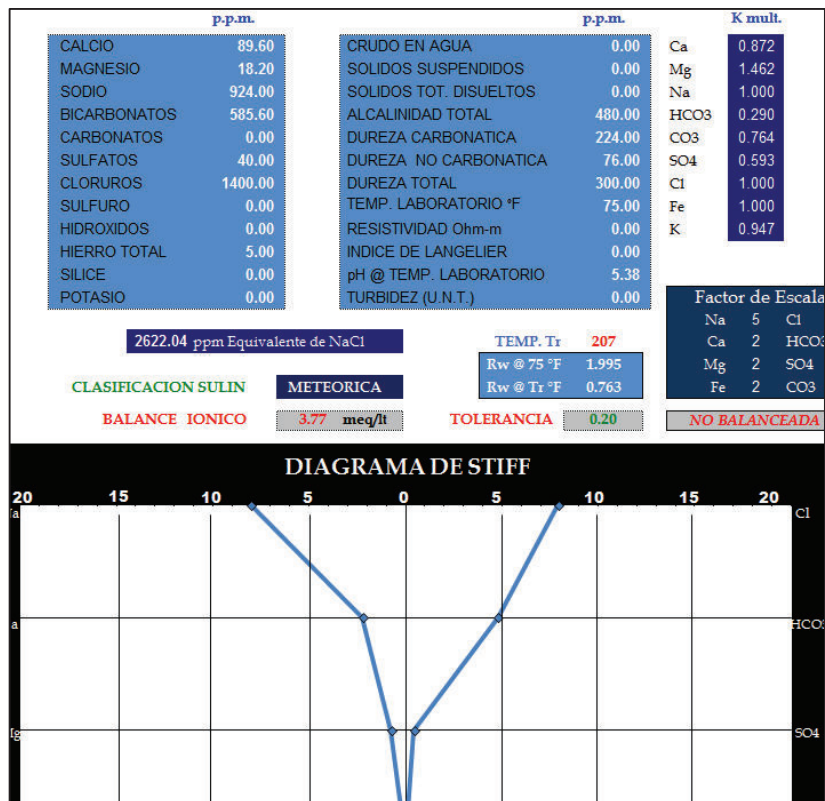 p.p.m. p.p.m. K mult.
CALCIO 89.60 CRUDO EN AGUA 0.00 Ca 0.872
MAGNESIO 18.20 SOLIDOS SUSPENDIDOS 0.00 Mg 1.462
SODIO 924.00 SOLIDOS TOT. DISUELTOS 0.00 Na 1.000
BICARBONATOS 585.60 ALCALINIDAD TOTAL 480.00 HCO3 0.290
CARBONATOS 0.00 DUREZA CARBONATICA 224.00 CO3 0.764
SULFATOS 40.00 DUREZA NO CARBONATICA 76.00 SO4 0.593
CLORUROS 1400.00 DUREZA TOTAL 300.00 Cl 1.000
SULFURO 0.00 TEMP. LABORATORIO °F 75.00 Fe 1.000
HIDROXIDOS 0.00 RESISTIVIDAD Ohm-m 0.00 K 0.947
HIERRO TOTAL 5.00 INDICE DE LANGELIER 0.00
SILICE 0.00 pH @ TEMP. LABORATORIO 5.38
POTASIO 0.00 TURBIDEZ (U.N.T.) 0.00
Factor de Escala
Na 5 Cl
Ca 2 HCO3
Mg 2 SO4
Fe 2 CO3
2622.04 ppm Equivalente de NaCl TEMP. Tr 207
Rw @ 75 °F 1.995
CLASIFICACION SULIN METEORICA Rw @ Tr °F 0.763
BALANCE IONICO 3.77 meq/lt TOLERANCIA 0.20 NO BALANCEADA
DIAGRAMA DE STIFF
20 15 10 5 0 5 10 15 20
a Cl
a HCO3
g SO4